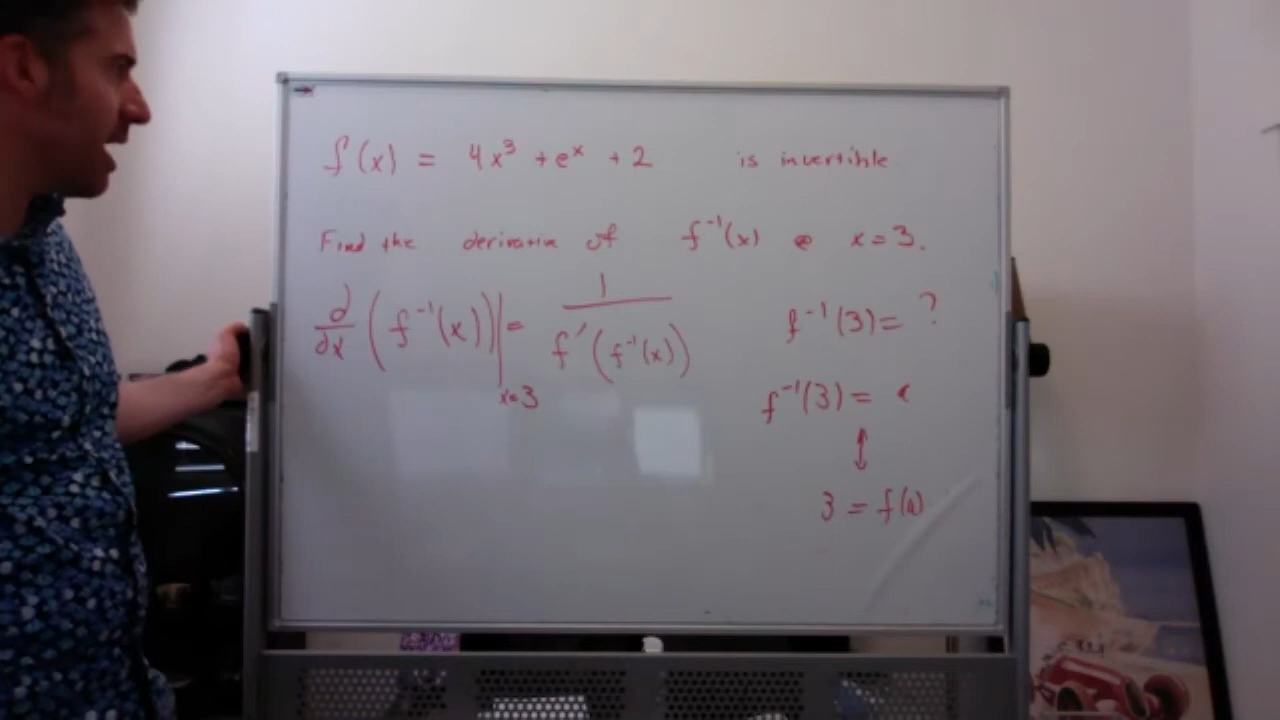 f(x) = 4x³ + eˣ + 2 is invertible
Find the derivative of f⁻¹(x) @ x=3.
d/dx (f⁻¹(x))|ₓ₌₃ = 1/f′(f⁻¹(x))
f⁻¹(3) = ?
f⁻¹(3) =
↕
3 = f(a)